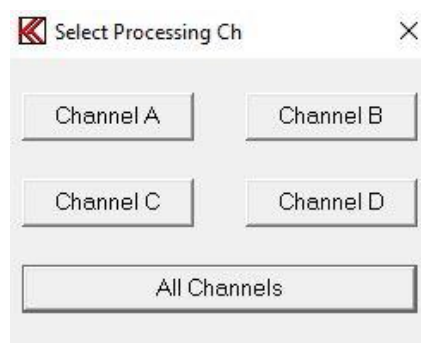 Select Processing Ch
Channel A
Channel B
Channel C
Channel D
All Channels